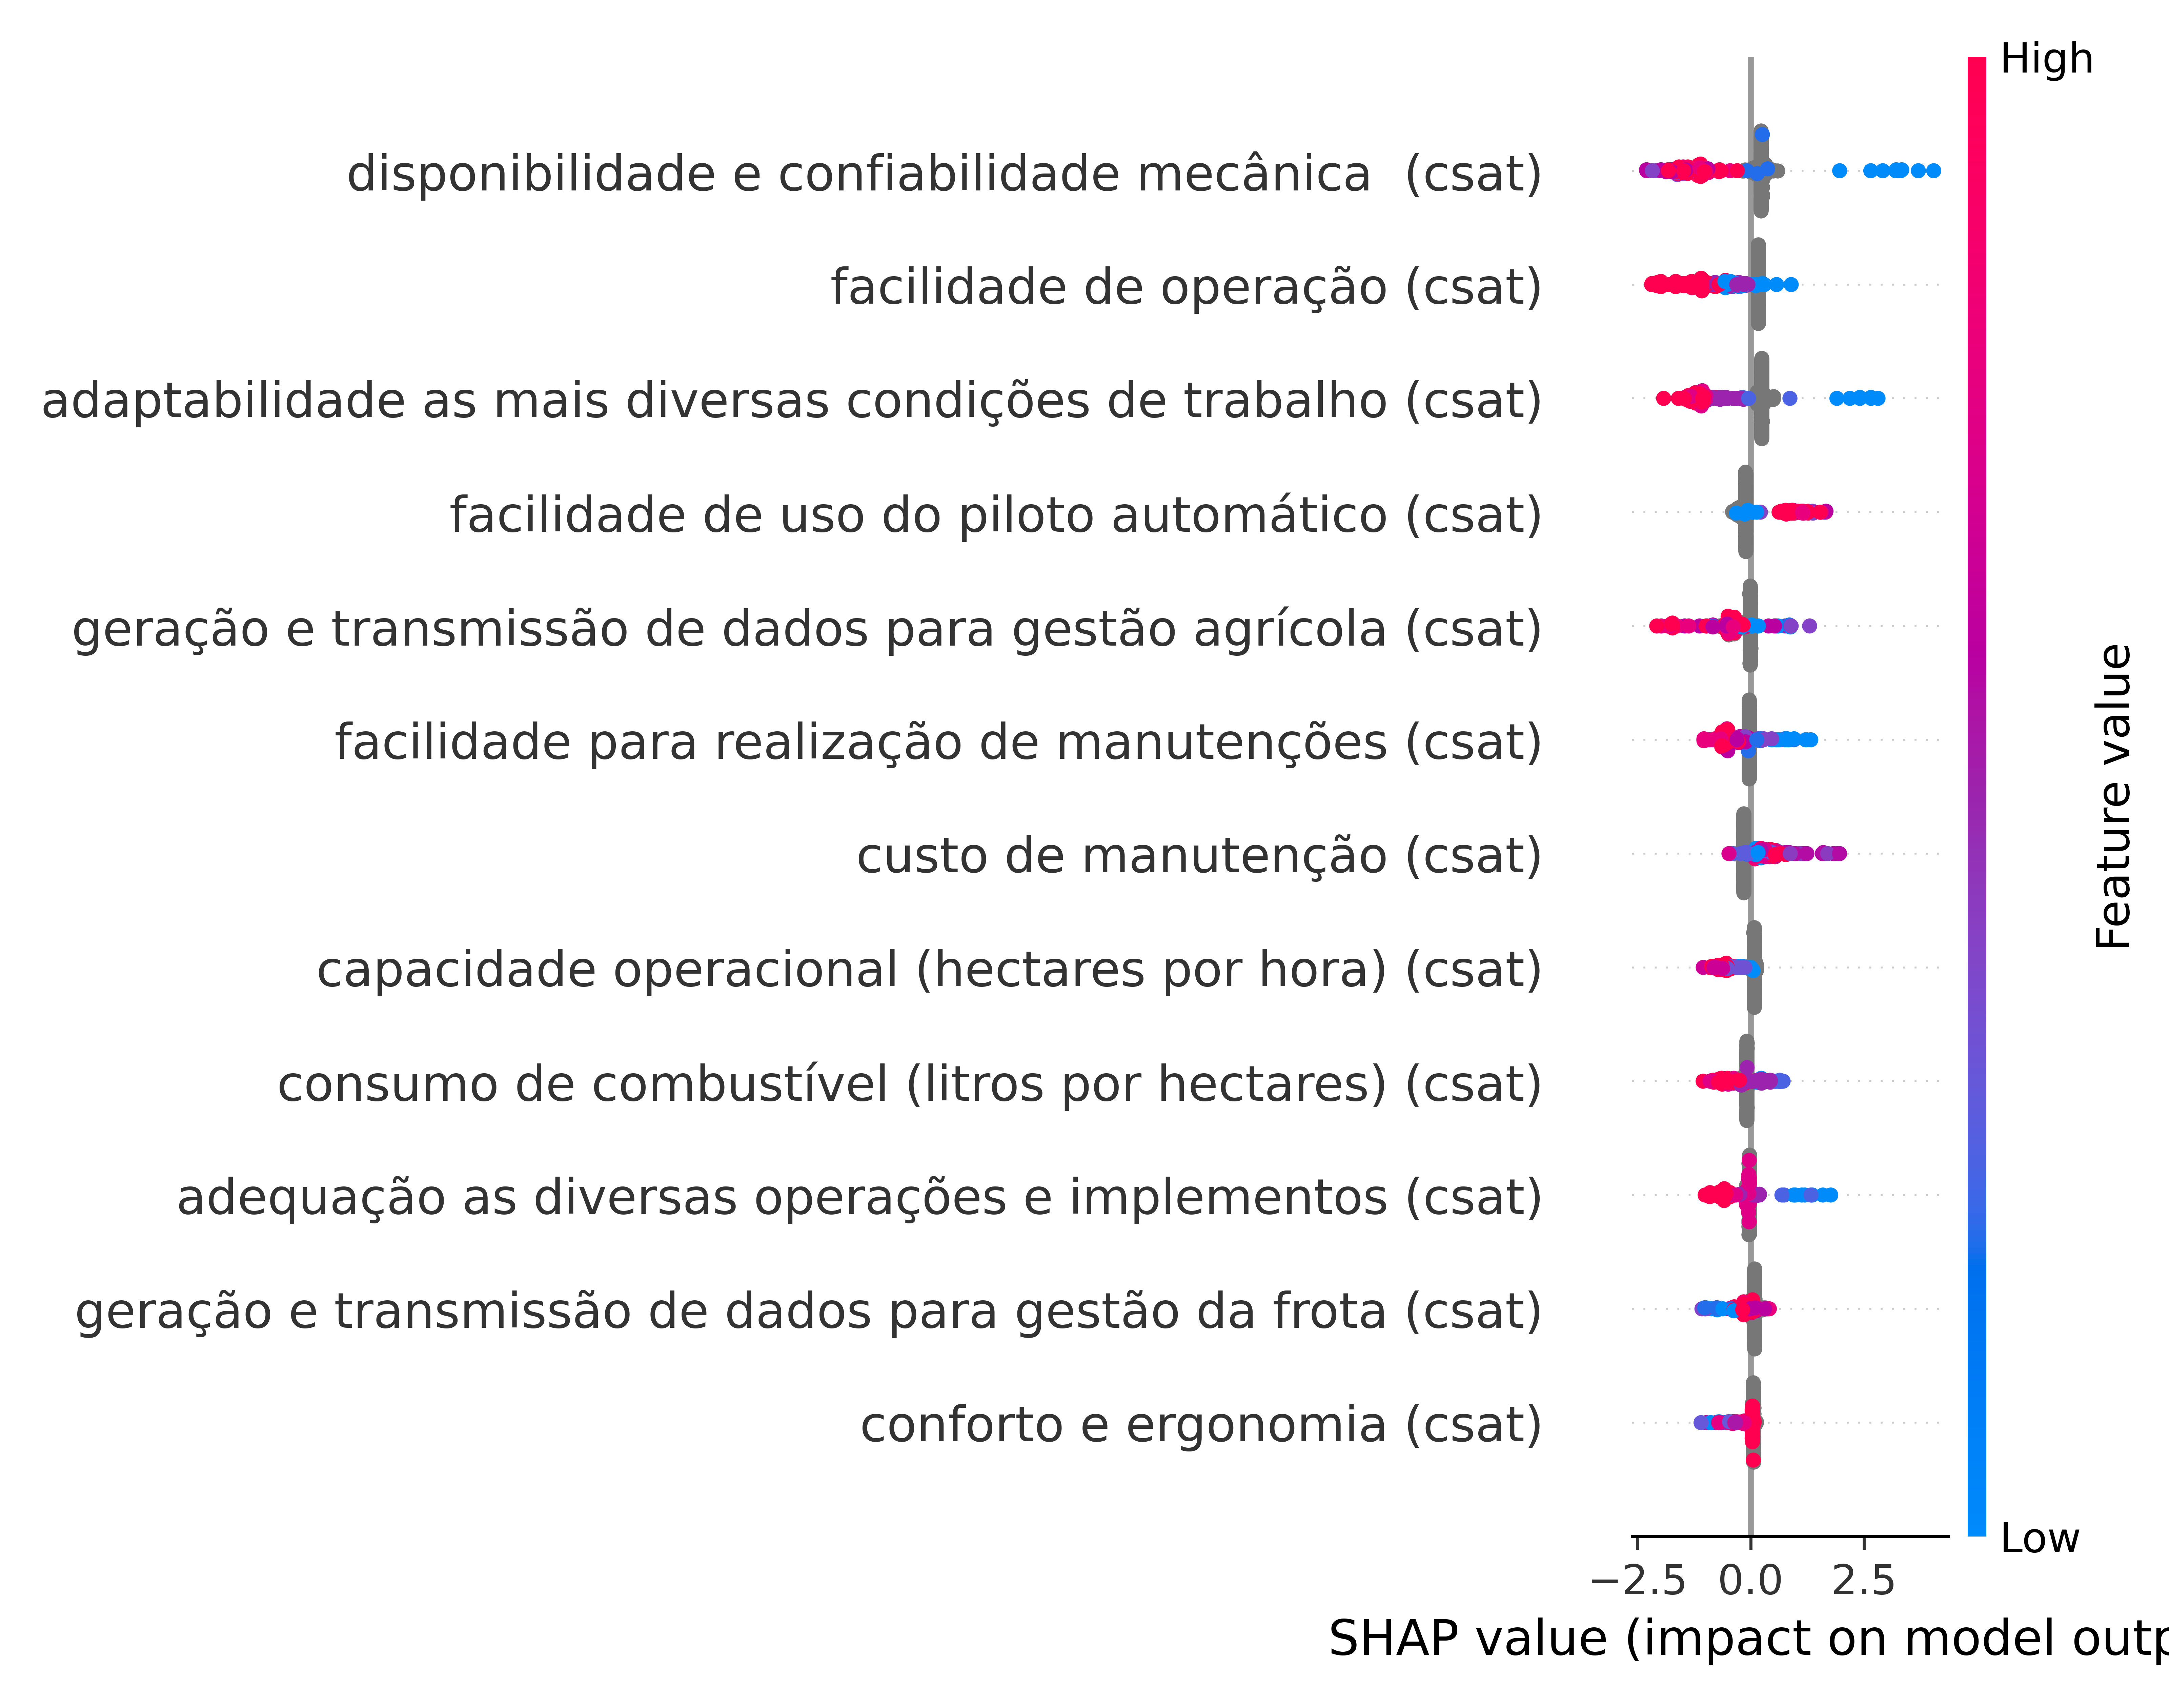 High
disponibilidade e confiabilidade mecânica  (csat)
facilidade de operação (csat)
adaptabilidade as mais diversas condições de trabalho (csat)
facilidade de uso do piloto automático (csat)
geração e transmissão de dados para gestão agrícola (csat)
facilidade para realização de manutenções (csat)
custo de manutenção (csat)
capacidade operacional (hectares por hora) (csat)
consumo de combustível (litros por hectares) (csat)
adequação as diversas operações e implementos (csat)
geração e transmissão de dados para gestão da frota (csat)
conforto e ergonomia (csat)
Feature value
Low
−2.5 0.0 2.5
SHAP value (impact on model outp